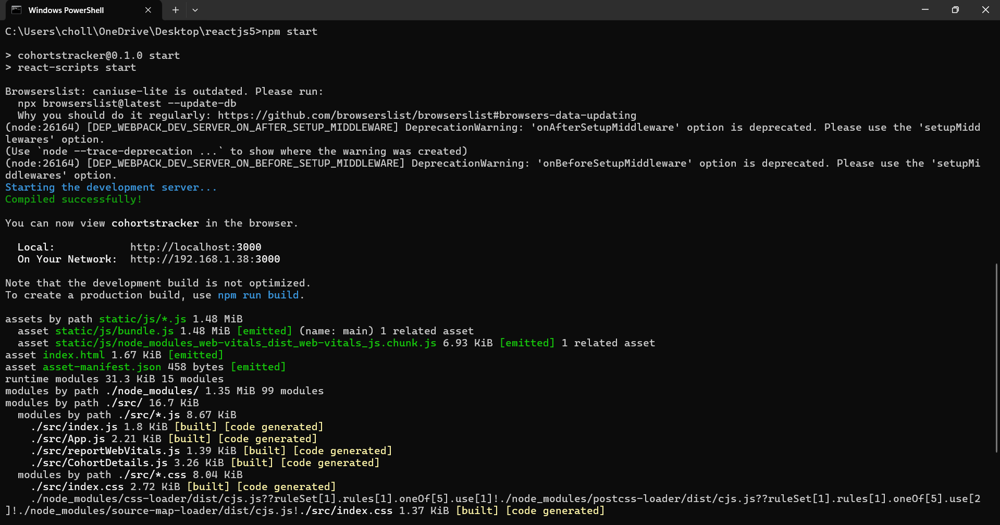 Windows PowerShell
C:\Users\choll\OneDrive\Desktop\reactjs5>npm start
> cohortstracker@0.1.0 start
> react-scripts start
Browserslist: caniuse-lite is outdated. Please run:
  npx browserslist@latest --update-db
  Why you should do it regularly: https://github.com/browserslist/browserslist#browsers-data-updating
(node:26164) [DEP_WEBPACK_DEV_SERVER_ON_AFTER_SETUP_MIDDLEWARE] DeprecationWarning: 'onAfterSetupMiddleware' option is deprecated. Please use the 'setupMidd
lewares' option.
(Use `node --trace-deprecation ...` to show where the warning was created)
(node:26164) [DEP_WEBPACK_DEV_SERVER_ON_BEFORE_SETUP_MIDDLEWARE] DeprecationWarning: 'onBeforeSetupMiddleware' option is deprecated. Please use the 'setupMi
ddlewares' option.
Starting the development server...
Compiled successfully!
You can now view cohortstracker in the browser.
  Local:            http://localhost:3000
  On Your Network:  http://192.168.1.38:3000
Note that the development build is not optimized.
To create a production build, use npm run build.
assets by path static/js/*.js 1.48 MiB
  asset static/js/bundle.js 1.48 MiB [emitted] (name: main) 1 related asset
  asset static/js/node_modules_web-vitals_dist_web-vitals_js.chunk.js 6.93 KiB [emitted] 1 related asset
asset index.html 1.67 KiB [emitted]
asset asset-manifest.json 458 bytes [emitted]
runtime modules 31.3 KiB 15 modules
modules by path ./node_modules/ 1.35 MiB 99 modules
modules by path ./src/ 16.7 KiB
  modules by path ./src/*.js 8.67 KiB
    ./src/index.js 1.8 KiB [built] [code generated]
    ./src/App.js 2.21 KiB [built] [code generated]
    ./src/reportWebVitals.js 1.39 KiB [built] [code generated]
    ./src/CohortDetails.js 3.26 KiB [built] [code generated]
  modules by path ./src/*.css 8.04 KiB
    ./src/index.css 2.72 KiB [built] [code generated]
    ./node_modules/css-loader/dist/cjs.js??ruleSet[1].rules[1].oneOf[5].use[1]!./node_modules/postcss-loader/dist/cjs.js??ruleSet[1].rules[1].oneOf[5].use[2
]!./node_modules/source-map-loader/dist/cjs.js!./src/index.css 1.37 KiB [built] [code generated]